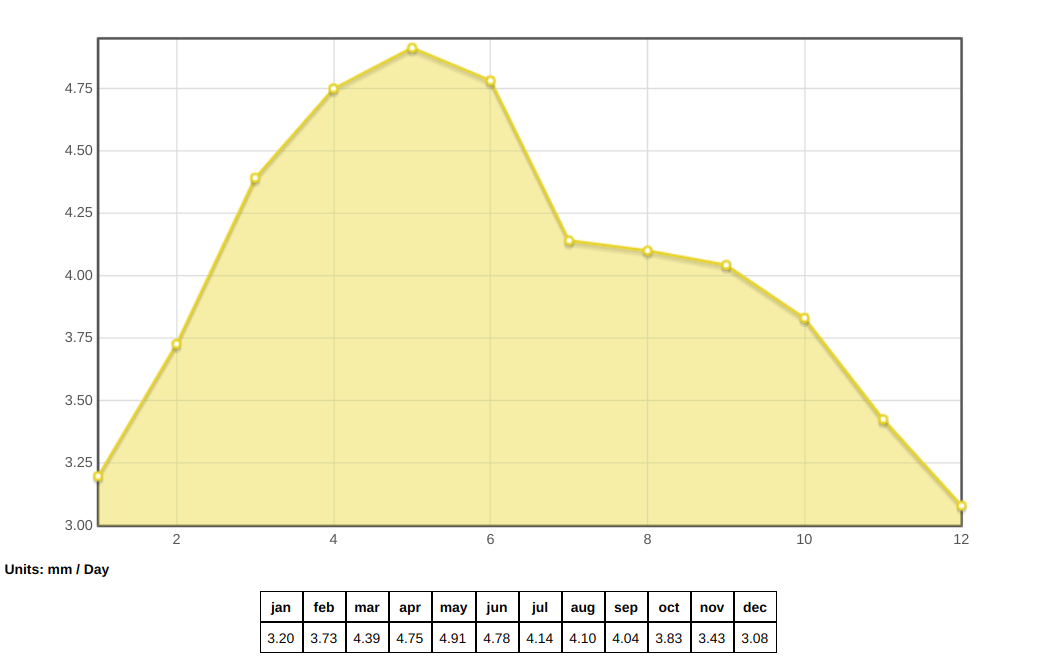 4.75
4.50
4.25
4.00
3.75
3.50
3.25
3.00
2 4 6 8 10 12
Units: mm / Day
jan feb mar apr may jun jul aug sep oct nov dec
3.20 3.73 4.39 4.75 4.91 4.78 4.14 4.10 4.04 3.83 3.43 3.08